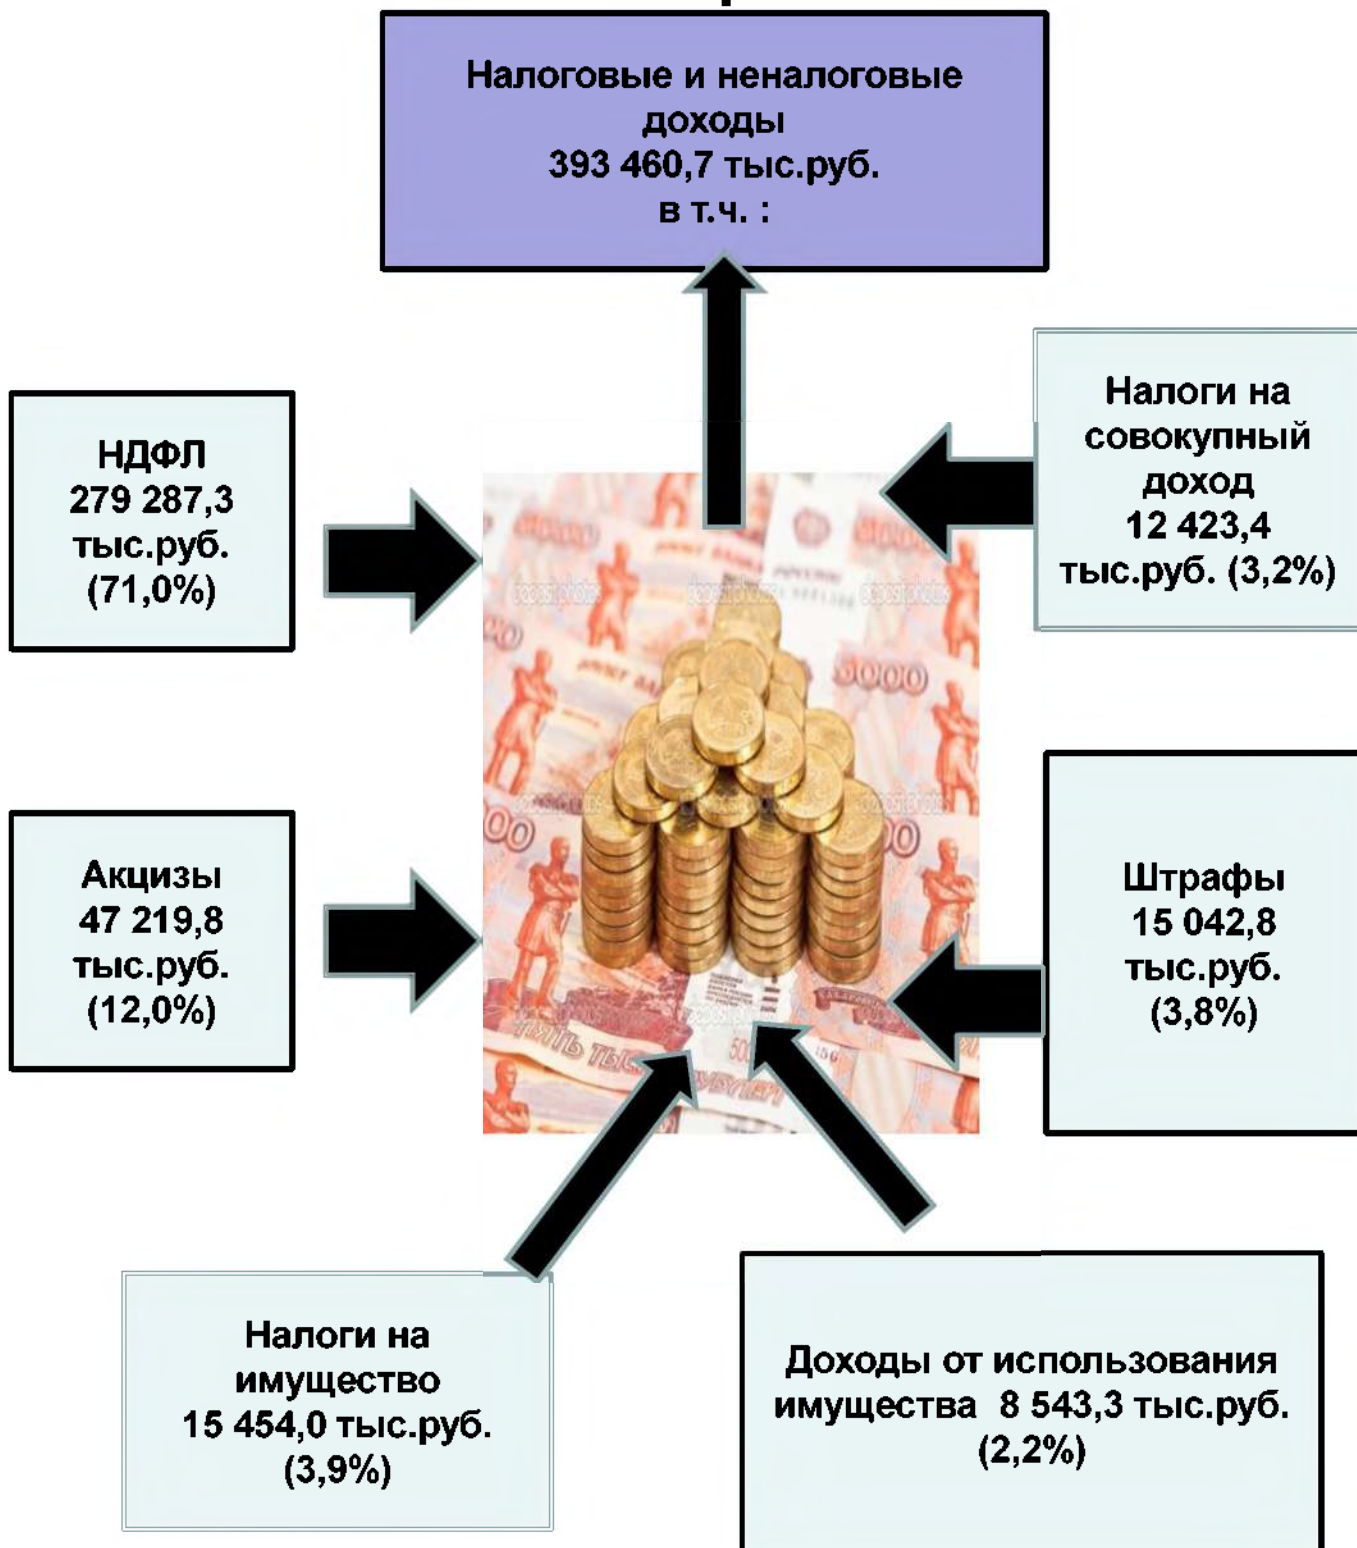 Налоговые и неналоговые
доходы
393 460,7 тыс.руб.
в т.ч. :
НДФЛ
279 287,3
тыс.руб.
(71,0%)
Налоги на
совокупный
доход
12 423,4
тыс.руб. (3,2%)
Акцизы
47 219,8
тыс.руб.
(12,0%)
Штрафы
15 042,8
тыс.руб.
(3,8%)
Налоги на
имущество
15 454,0 тыс.руб.
(3,9%)
Доходы от использования
имущества 8 543,3 тыс.руб.
(2,2%)
5000